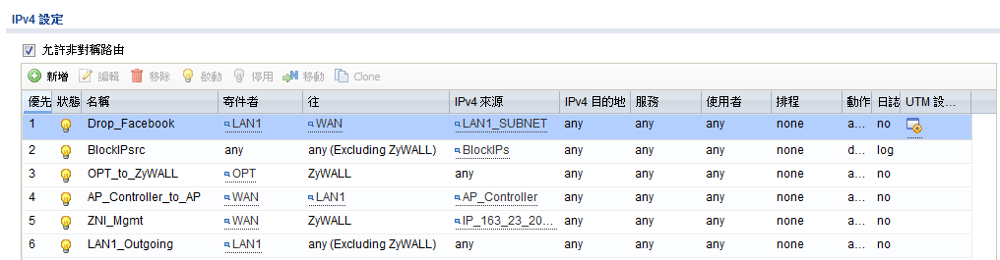 IPv4 設定
允許非對稱路由
新增 編輯 移除 啟動 停用 移動 Clone
優先 狀態 名稱 寄件者 往 IPv4 來源 IPv4 目的地 服務 使用者 排程 動作 日誌 UTM 設...
1 Drop_Facebook LAN1 WAN LAN1_SUBNET any any any none a... no
2 BlockIPsrc any any (Excluding ZyWALL) BlockIPs any any any none d... log
3 OPT_to_ZyWALL OPT ZyWALL any any any any none a... no
4 AP_Controller_to_AP WAN LAN1 AP_Controller any any any none a... no
5 ZNI_Mgmt WAN ZyWALL IP_163_23_20... any any any none a... no
6 LAN1_Outgoing LAN1 any (Excluding ZyWALL) any any any any none a... no